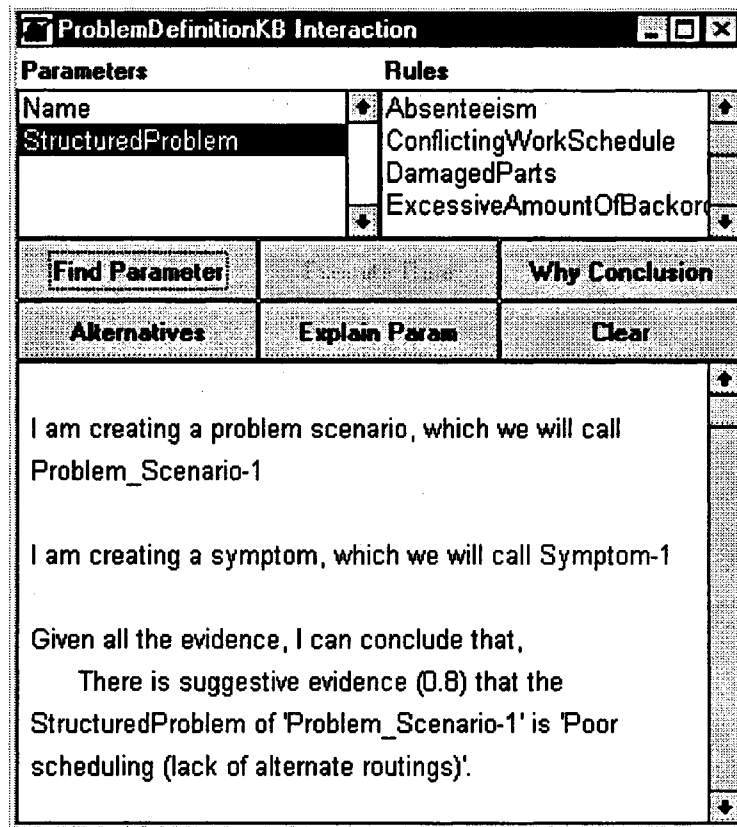 ProblemDefinitionKB Interaction
Parameters Rules
Name
StructuredProblem
Absenteeism
ConflictingWorkSchedule
DamagedParts
ExcessiveAmountOfBackord
Find Parameter Why Conclusion
Alternatives Explain Param Clear
I am creating a problem scenario, which we will call
Problem_Scenario-1
I am creating a symptom, which we will call Symptom-1
Given all the evidence, I can conclude that,
There is suggestive evidence (0.8) that the
StructuredProblem of 'Problem_Scenario-1' is 'Poor
scheduling (lack of alternate routings)'.